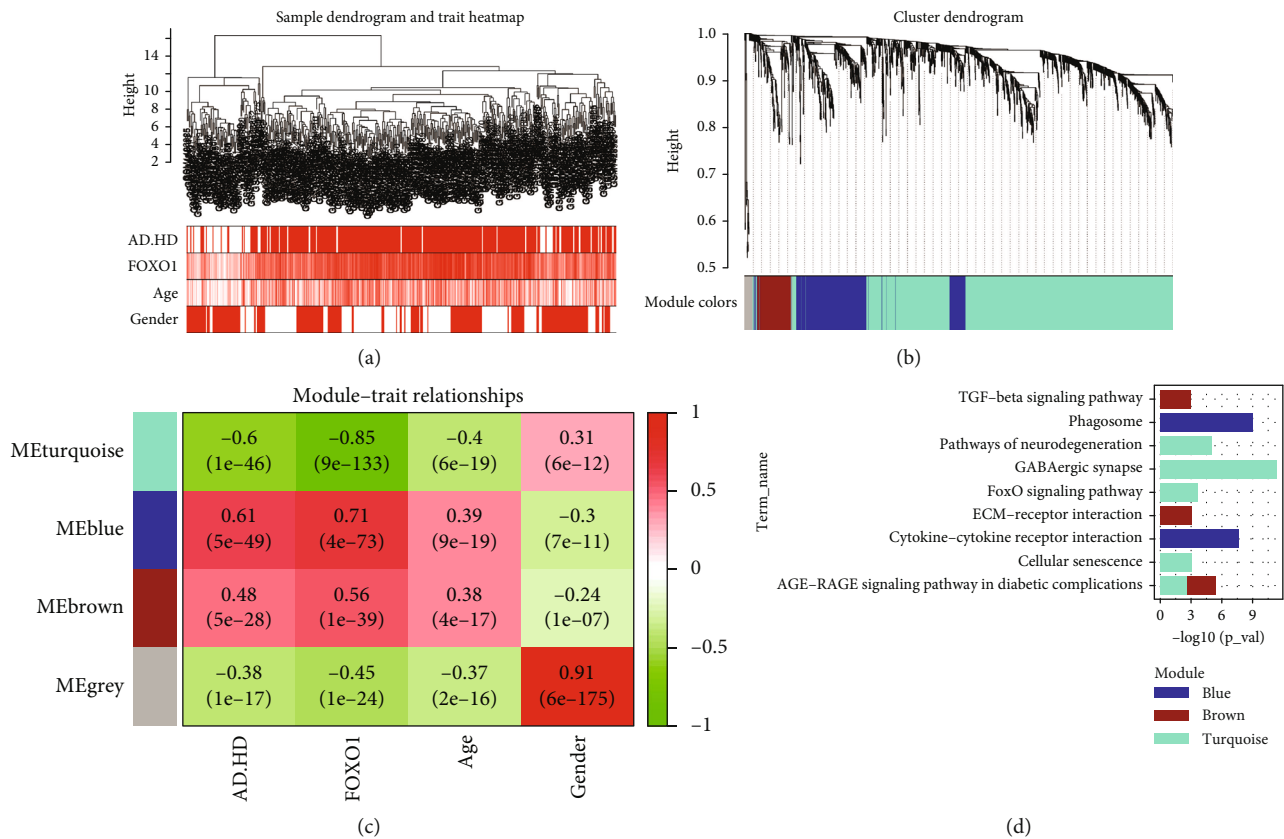 Sample dendrogram and trait heatmap
Height
14
10
8
6
4
2
AD.HD
FOXO1
Age
Gender
(a)
Cluster dendrogram
Height
1.0
0.9
0.8
0.7
0.6
0.5
Module colors
(b)
Module–trait relationships
MEturquoise
–0.6 –0.85 –0.4 0.31
(1e–46) (9e–133) (6e–19) (6e–12)
MEblue
0.61 0.71 0.39 –0.3
(5e–49) (4e–73) (9e–19) (7e–11)
MEbrown
0.48 0.56 0.38 –0.24
(5e–28) (1e–39) (4e–17) (1e–07)
MEgrey
–0.38 –0.45 –0.37 0.91
(1e–17) (1e–24) (2e–16) (6e–175)
AD.HD
FOXO1
Age
Gender
1
0.5
0
–0.5
–1
(c)
Term_name
TGF–beta signaling pathway
Phagosome
Pathways of neurodegeneration
GABAergic synapse
FoxO signaling pathway
ECM–receptor interaction
Cytokine–cytokine receptor interaction
Cellular senescence
AGE–RAGE signaling pathway in diabetic complications
0 3 6 9
–log10 (p_val)
Module
Blue
Brown
Turquoise
(d)